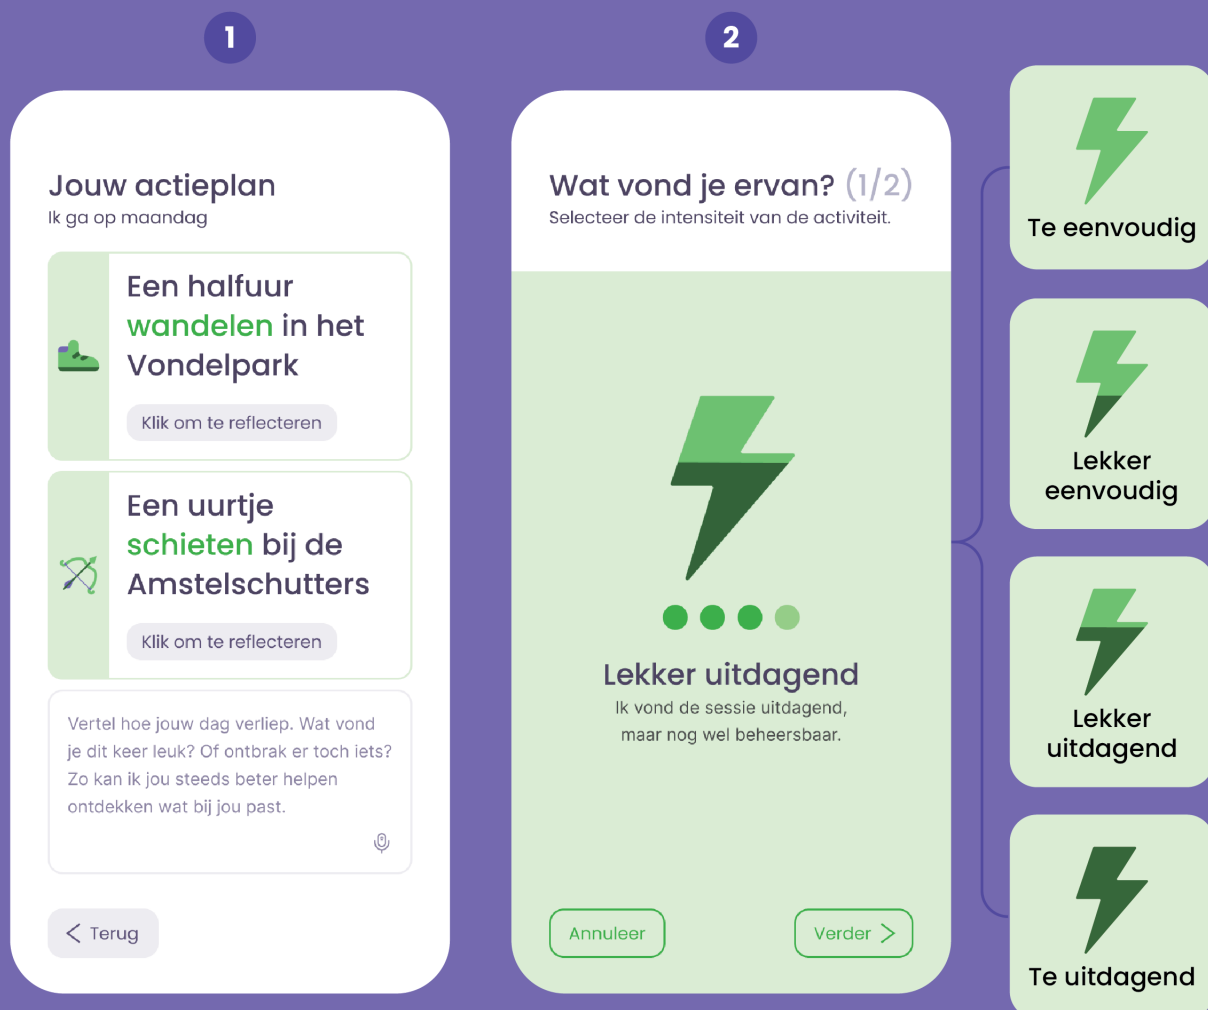 1
Jouw actieplan
Ik ga op maandag
Een halfuur
wandelen in het
Vondelpark
Klik om te reflecteren
Een uurtje
schieten bij de
Amstelschutters
Klik om te reflecteren
Vertel hoe jouw dag verliep. Wat vond
je dit keer leuk? Of ontbrak er toch iets?
Zo kan ik jou steeds beter helpen
ontdekken wat bij jou past.
Terug
2
Wat vond je ervan? (1/2)
Selecteer de intensiteit van de activiteit.
Lekker uitdagend
Ik vond de sessie uitdagend,
maar nog wel beheersbaar.
Annuleer
Verder
Te eenvoudig
Lekker
eenvoudig
Lekker
uitdagend
Te uitdagend